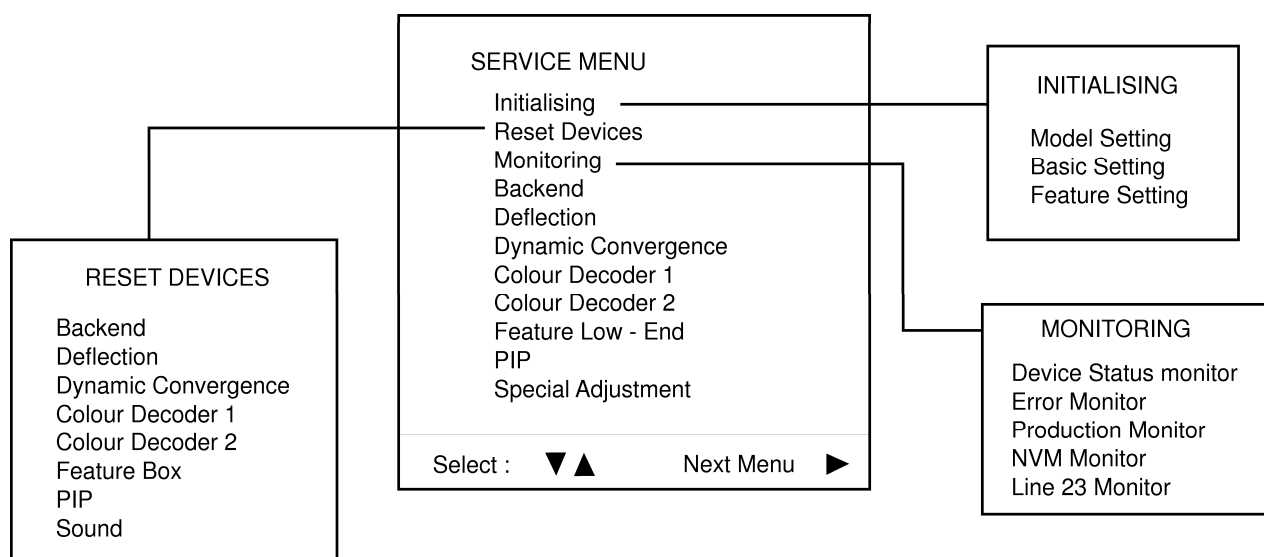 SERVICE MENU
Initialising
Reset Devices
Monitoring
Backend
Deflection
Dynamic Convergence
Colour Decoder 1
Colour Decoder 2
Feature Low - End
PIP
Special Adjustment
Select : ▼▲ Next Menu ►
INITIALISING
Model Setting
Basic Setting
Feature Setting
RESET DEVICES
Backend
Deflection
Dynamic Convergence
Colour Decoder 1
Colour Decoder 2
Feature Box
PIP
Sound
MONITORING
Device Status monitor
Error Monitor
Production Monitor
NVM Monitor
Line 23 Monitor